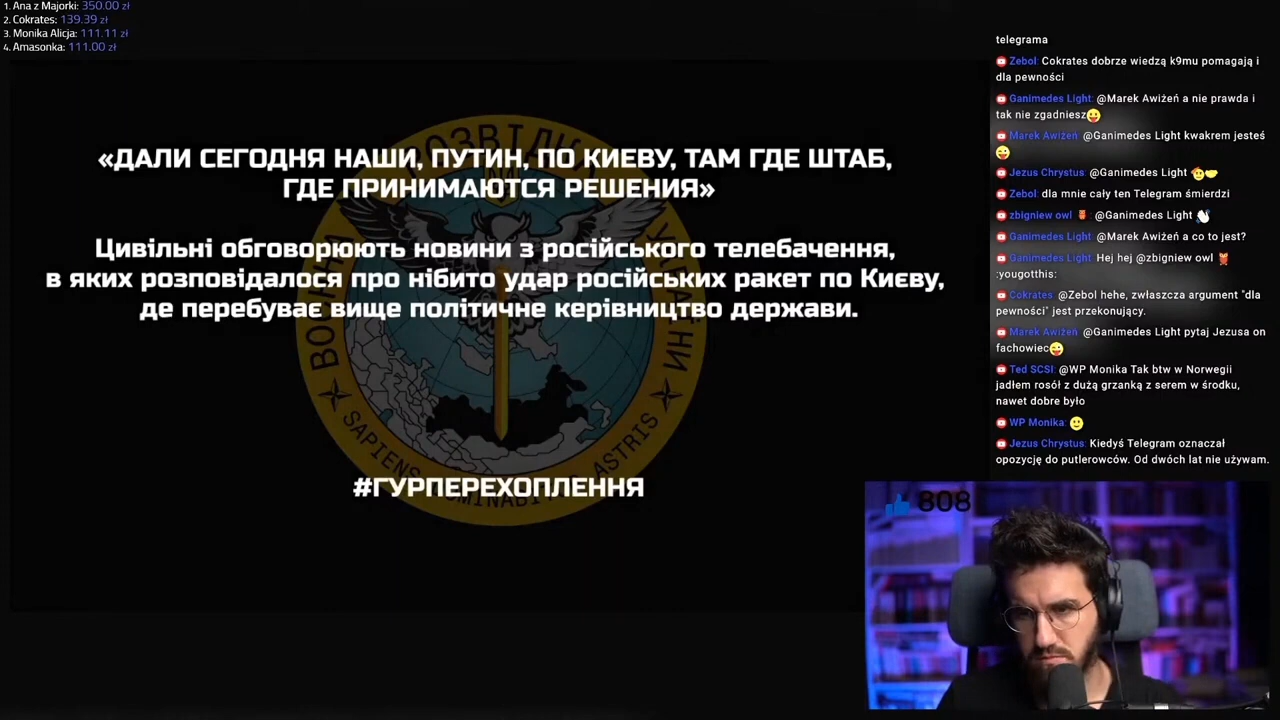 1. Ana z Majorki: 350.00 zł
2. Cokrates: 139.39 zł
3. Monika Alicja: 111.11 zł
4. Amasonka: 111.00 zł
«ДАЛИ СЕГОДНЯ НАШИ, ПУТИН, ПО КИЕВУ, ТАМ ГДЕ ШТАБ,
ГДЕ ПРИНИМАЮТСЯ РЕШЕНИЯ»
Цивільні обговорюють новини з російського телебачення,
в яких розповідалося про нібито удар російських ракет по Києву,
де перебуває вище політичне керівництво держави.
#ГУРПЕРЕХОПЛЕННЯ
telegrama
Zebol: Cokrates dobrze wiedzą k9mu pomagają i
dla pewności
Ganimedes Light: @Marek Awiżeń a nie prawda i
tak nie zgadniesz
Marek Awiżeń: @Ganimedes Light kwakrem jesteś
Jezus Chrystus: @Ganimedes Light
Zebol: dla mnie cały ten Telegram śmierdzi
zbigniew owl: @Ganimedes Light
Ganimedes Light: @Marek Awiżeń a co to jest?
Ganimedes Light: Hej hej @zbigniew owl
:yougotthis:
Cokrates: @Zebol hehe, zwłaszcza argument "dla
pewności" jest przekonujący.
Marek Awiżeń: @Ganimedes Light pytaj Jezusa on
fachowiec
Ted SCSI: @WP Monika Tak btw w Norwegii
jadłem rosół z dużą grzanką z serem w środku,
nawet dobre było
WP Monika:
Jezus Chrystus: Kiedyś Telegram oznaczał
opozycję do putlerowców. Od dwóch lat nie używam.
808